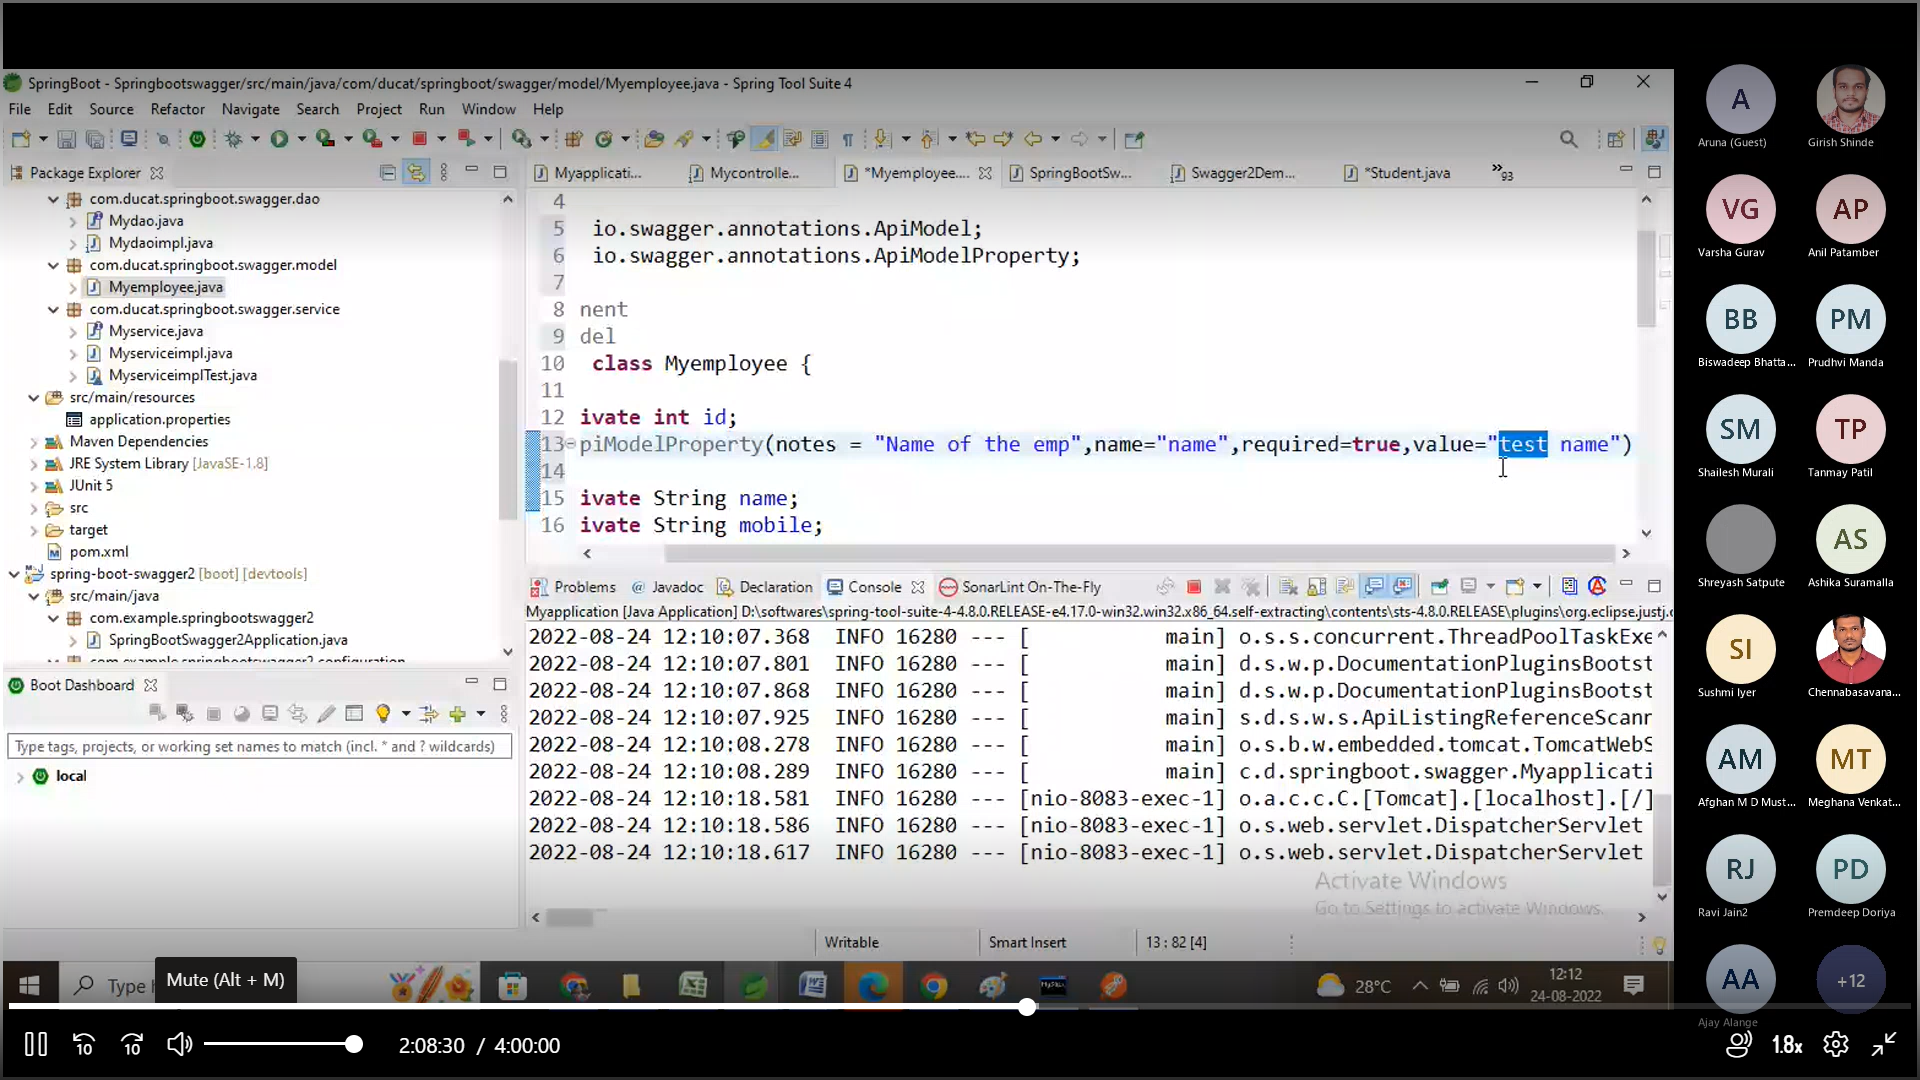 SpringBoot - Springbootswagger/src/main/java/com/ducat/springboot/swagger/model/Myemployee.java - Spring Tool Suite 4
File Edit Source Refactor Navigate Search Project Run Window Help
Package Explorer
com.ducat.springboot.swagger.dao
Mydao.java
Mydaoimpl.java
com.ducat.springboot.swagger.model
Myemployee.java
com.ducat.springboot.swagger.service
Myservice.java
Myserviceimpl.java
MyserviceimplTest.java
src/main/resources
application.properties
Maven Dependencies
JRE System Library [JavaSE-1.8]
JUnit 5
src
target
pom.xml
spring-boot-swagger2 [boot] [devtools]
src/main/java
com.example.springbootswagger2
SpringBootSwagger2Application.java
com.example.springbootswagger2.configuration
Boot Dashboard
Type tags, projects, or working set names to match (incl. * and ? wildcards)
local
Myapplicati... Mycontrolle... *Myemployee.... SpringBootSw... Swagger2Dem... *Student.java »93
4
5 io.swagger.annotations.ApiModel;
6 io.swagger.annotations.ApiModelProperty;
7
8 nent
9 del
10 class Myemployee {
11
12 ivate int id;
13 piModelProperty(notes = "Name of the emp",name="name",required=true,value="test name")
14
15 ivate String name;
16 ivate String mobile;
Problems @ Javadoc Declaration Console SonarLint On-The-Fly
Myapplication [Java Application] D:\softwares\spring-tool-suite-4-4.8.0.RELEASE-e4.17.0-win32.win32.x86_64.self-extracting\contents\sts-4.8.0.RELEASE\plugins\org.eclipse.justj.c
2022-08-24 12:10:07.368 INFO 16280 --- [ main] o.s.s.concurrent.ThreadPoolTaskExe
2022-08-24 12:10:07.801 INFO 16280 --- [ main] d.s.w.p.DocumentationPluginsBootst
2022-08-24 12:10:07.868 INFO 16280 --- [ main] d.s.w.p.DocumentationPluginsBootst
2022-08-24 12:10:07.925 INFO 16280 --- [ main] s.d.s.w.s.ApiListingReferenceScann
2022-08-24 12:10:08.278 INFO 16280 --- [ main] o.s.b.w.embedded.tomcat.TomcatWebS
2022-08-24 12:10:08.289 INFO 16280 --- [ main] c.d.springboot.swagger.Myapplicati
2022-08-24 12:10:18.581 INFO 16280 --- [nio-8083-exec-1] o.a.c.c.C.[Tomcat].[localhost].[/]
2022-08-24 12:10:18.586 INFO 16280 --- [nio-8083-exec-1] o.s.web.servlet.DispatcherServlet
2022-08-24 12:10:18.617 INFO 16280 --- [nio-8083-exec-1] o.s.web.servlet.DispatcherServlet
Activate Windows
Go to Settings to activate Windows.
Writable Smart Insert 13 : 82 [4]
Type h
Mute (Alt + M)
28°C
12:12
24-08-2022
2:08:30 / 4:00:00
1.8x
A
Aruna (Guest)
Girish Shinde
VG
Varsha Gurav
AP
Anil Patamber
BB
Biswadeep Bhatta...
PM
Prudhvi Manda
SM
Shailesh Murali
TP
Tanmay Patil
Shreyash Satpute
AS
Ashika Suramalla
SI
Sushmi Iyer
Chennabasavana...
AM
Afghan M D Must...
MT
Meghana Venkat...
RJ
Ravi Jain2
PD
Premdeep Doriya
AA
Ajay Alange
+12